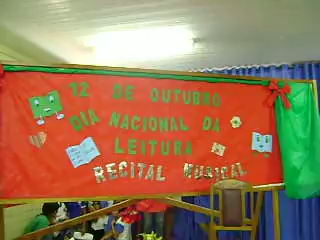 12 DE OUTUBRO
DIA NACIONAL DA
LEITURA
RECITAL MUSICAL